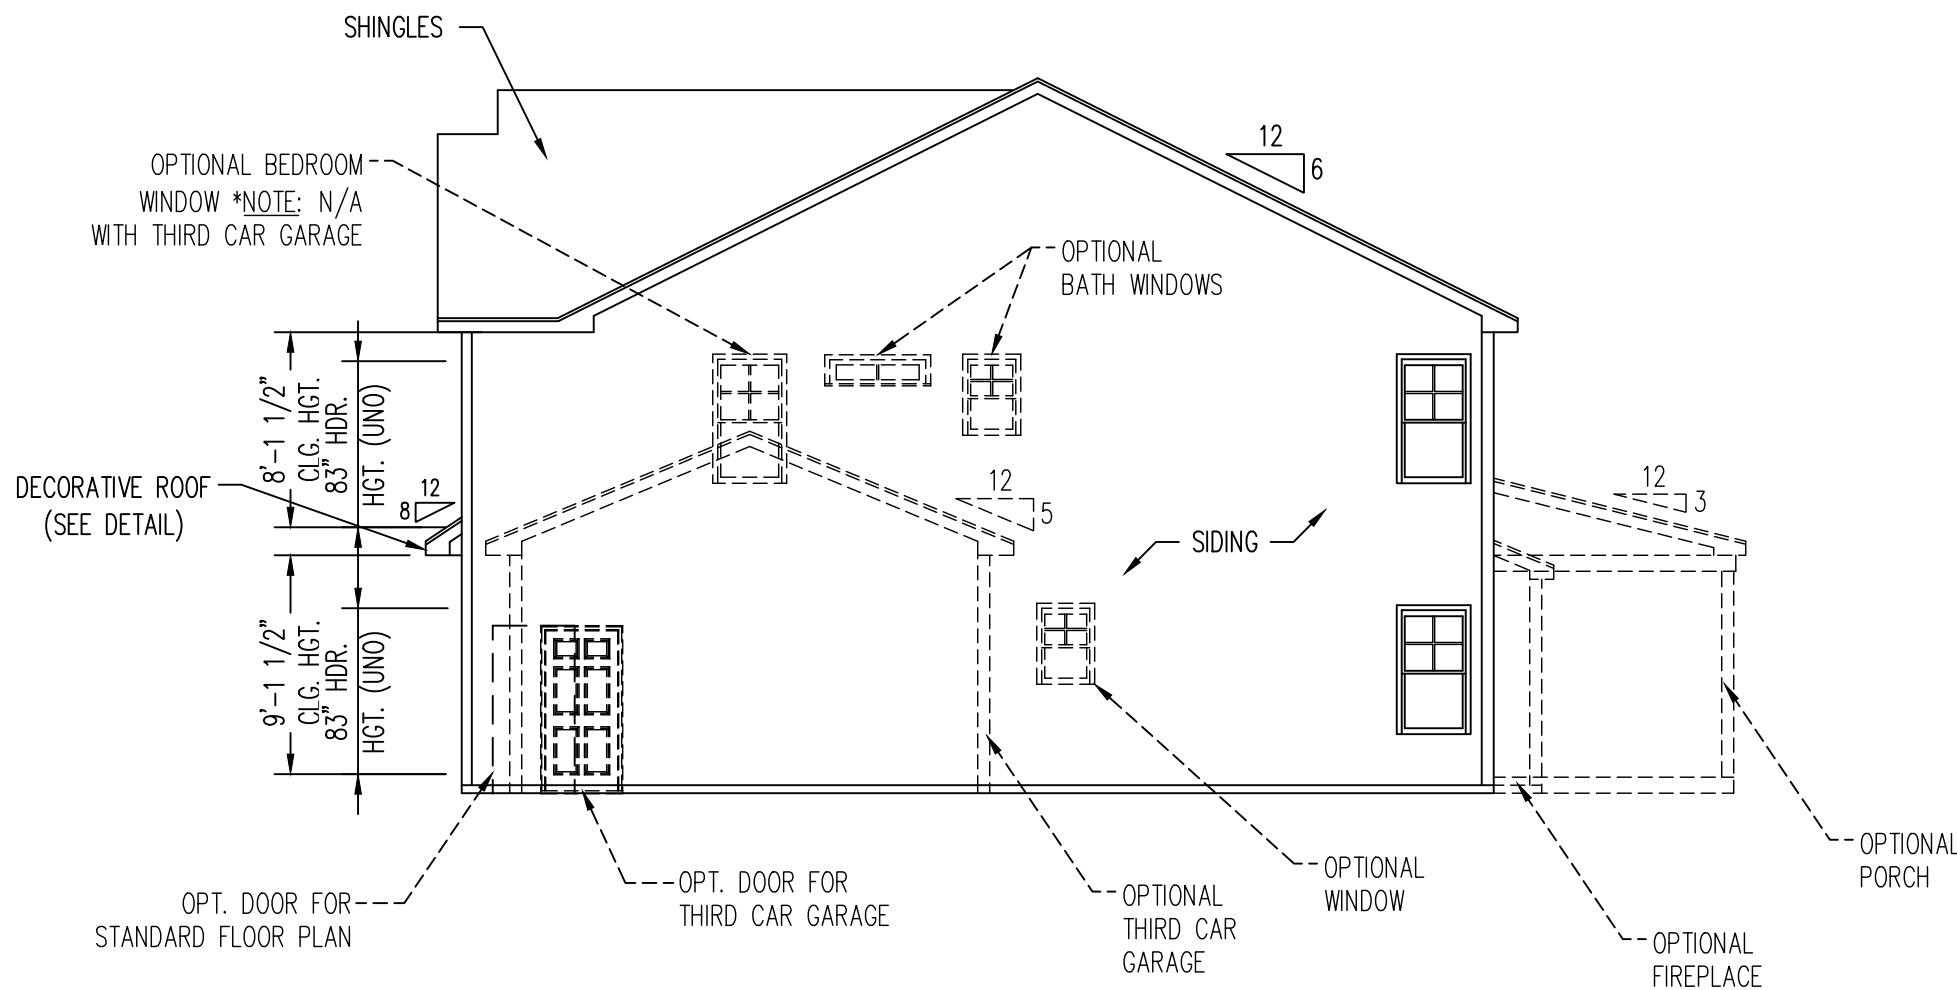 SHINGLES
OPTIONAL BEDROOM
WINDOW *NOTE: N/A
WITH THIRD CAR GARAGE
12
6
OPTIONAL
BATH WINDOWS
8'-1 1/2"
CLG. HGT.
83" HDR.
HGT. (UNO)
DECORATIVE ROOF
(SEE DETAIL)
12
8
12
5
12
3
SIDING
9'-1 1/2"
CLG. HGT.
83" HDR.
HGT. (UNO)
OPT. DOOR FOR
STANDARD FLOOR PLAN
OPT. DOOR FOR
THIRD CAR GARAGE
OPTIONAL
THIRD CAR
GARAGE
OPTIONAL
WINDOW
OPTIONAL
FIREPLACE
OPTIONAL
PORCH